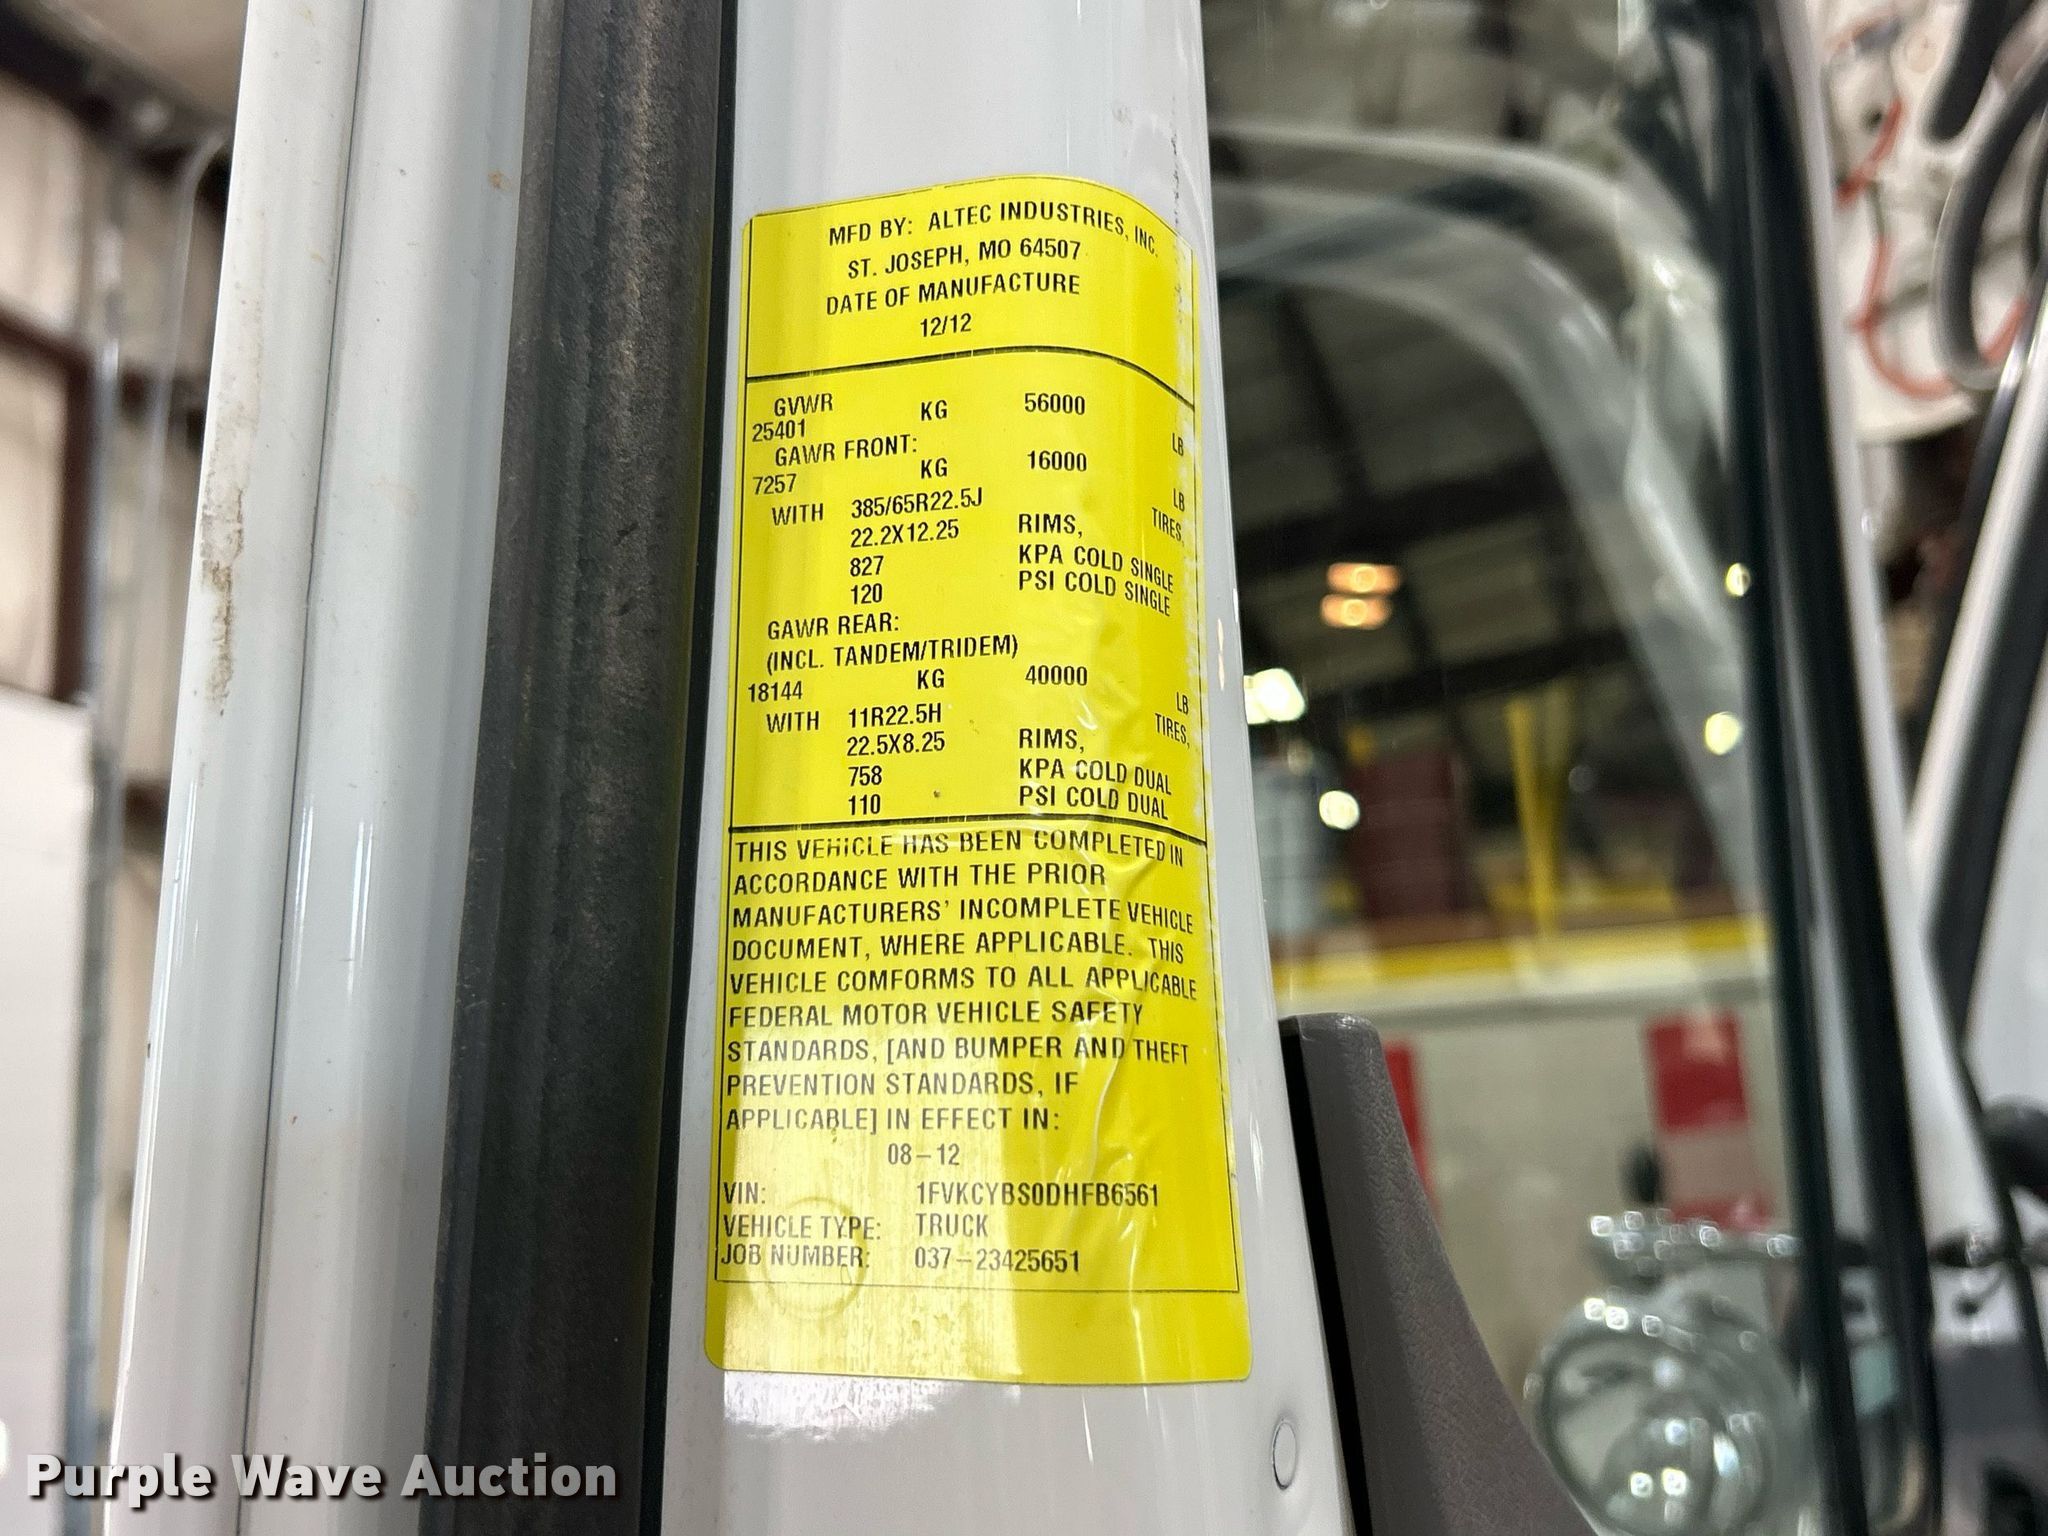 MFD BY: ALTEC INDUSTRIES, INC.
ST. JOSEPH, MO 64507
DATE OF MANUFACTURE
12/12
GVWR
25401 KG 56000 LB
GAWR FRONT:
7257 KG 16000 LB
WITH 385/65R22.5J TIRES,
22.2X12.25 RIMS,
827 KPA COLD SINGLE
120 PSI COLD SINGLE
GAWR REAR:
(INCL. TANDEM/TRIDEM)
18144 KG 40000 LB
WITH 11R22.5H TIRES,
22.5X8.25 RIMS,
758 KPA COLD DUAL
110 PSI COLD DUAL
THIS VEHICLE HAS BEEN COMPLETED IN
ACCORDANCE WITH THE PRIOR
MANUFACTURERS' INCOMPLETE VEHICLE
DOCUMENT, WHERE APPLICABLE. THIS
VEHICLE COMFORMS TO ALL APPLICABLE
FEDERAL MOTOR VEHICLE SAFETY
STANDARDS, [AND BUMPER AND THEFT
PREVENTION STANDARDS, IF
APPLICABLE] IN EFFECT IN:
08-12
VIN: 1FVKCYBS0DHFB6561
VEHICLE TYPE: TRUCK
JOB NUMBER: 037-23425651
Purple Wave Auction